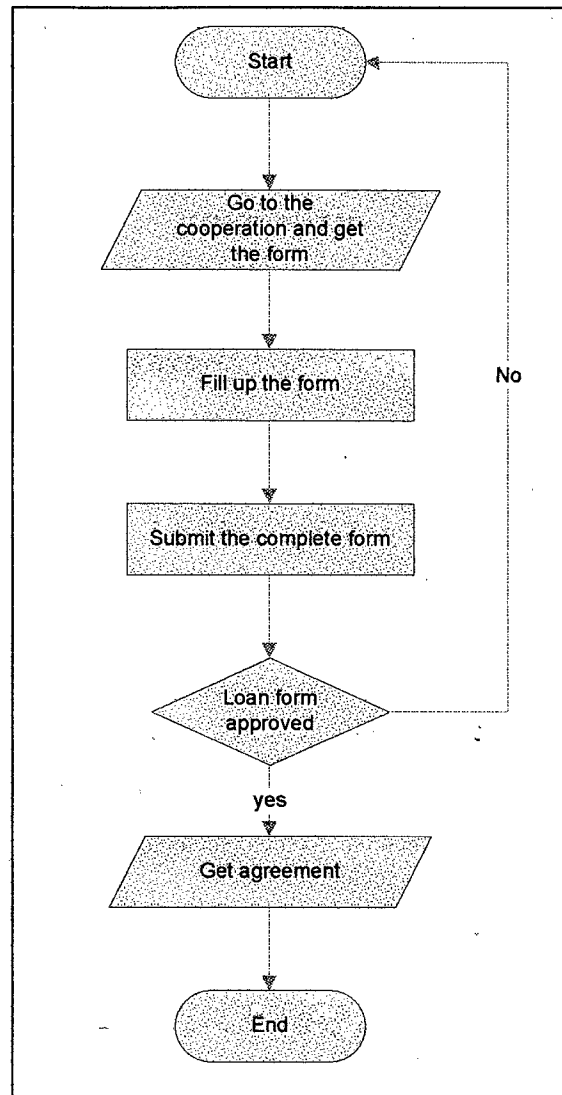 Start
Go to the
cooperation and get
the form
Fill up the form
No
Submit the complete form
Loan form
approved
yes
Get agreement
End